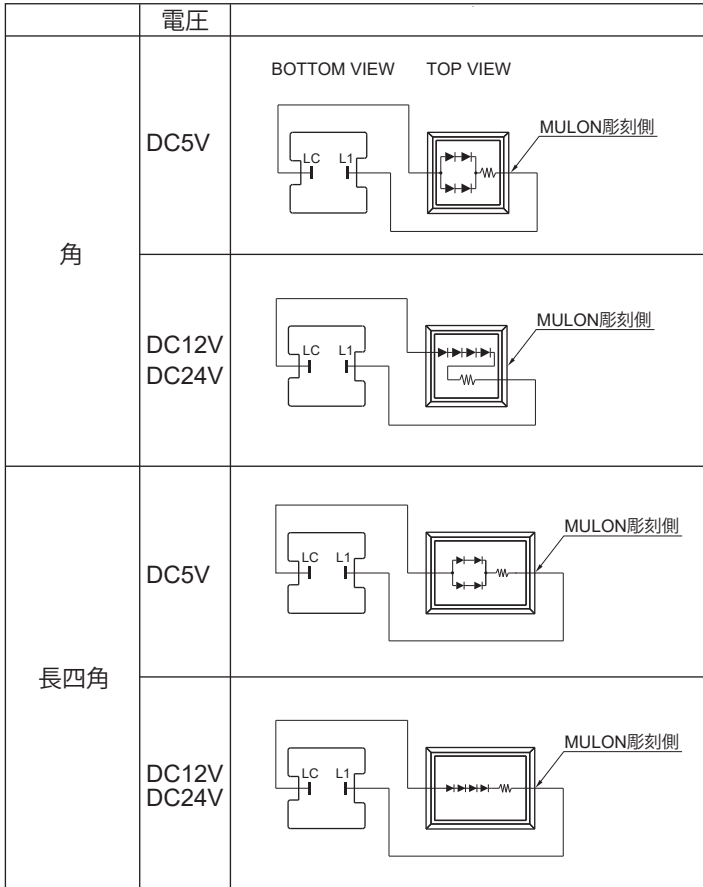 電圧
角
DC5V
BOTTOM VIEW TOP VIEW
LC L1
MULON彫刻側
DC12V
DC24V
LC L1
MULON彫刻側
長四角
DC5V
LC L1
MULON彫刻側
DC12V
DC24V
LC L1
MULON彫刻側